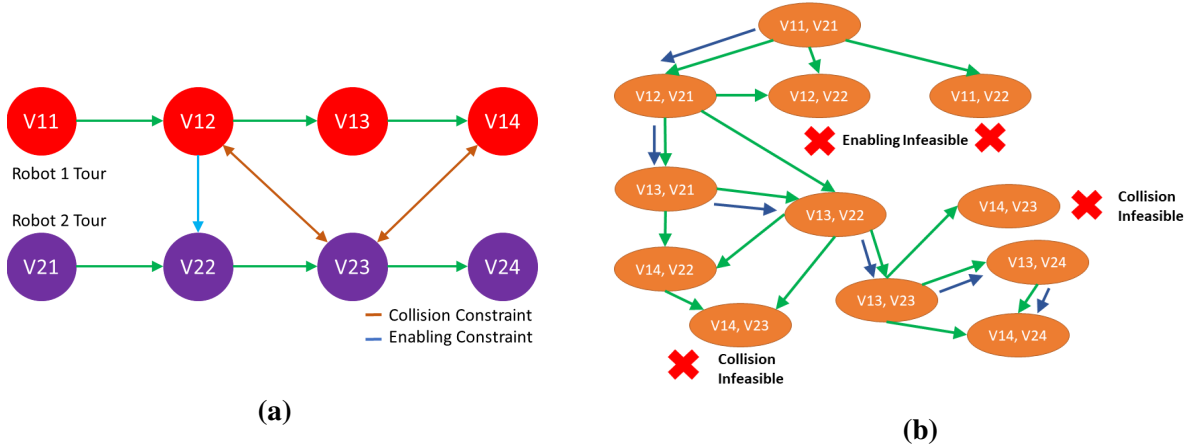 V11 V12 V13 V14
Robot 1 Tour
Robot 2 Tour
V21 V22 V23 V24
Collision Constraint
Enabling Constraint
(a)
V11, V21
V12, V21
V12, V22
V11, V22
Enabling Infeasible
V13, V21
V13, V22
V14, V23
Collision
Infeasible
V14, V22
V13, V24
V13, V23
V14, V23
V14, V24
Collision
Infeasible
(b)